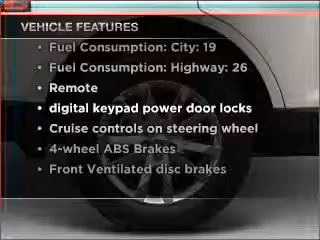 VEHICLE FEATURES
• Fuel Consumption: City: 19
• Fuel Consumption: Highway: 26
• Remote
• digital keypad power door locks
• Cruise controls on steering wheel
• 4-wheel ABS Brakes
• Front Ventilated disc brakes